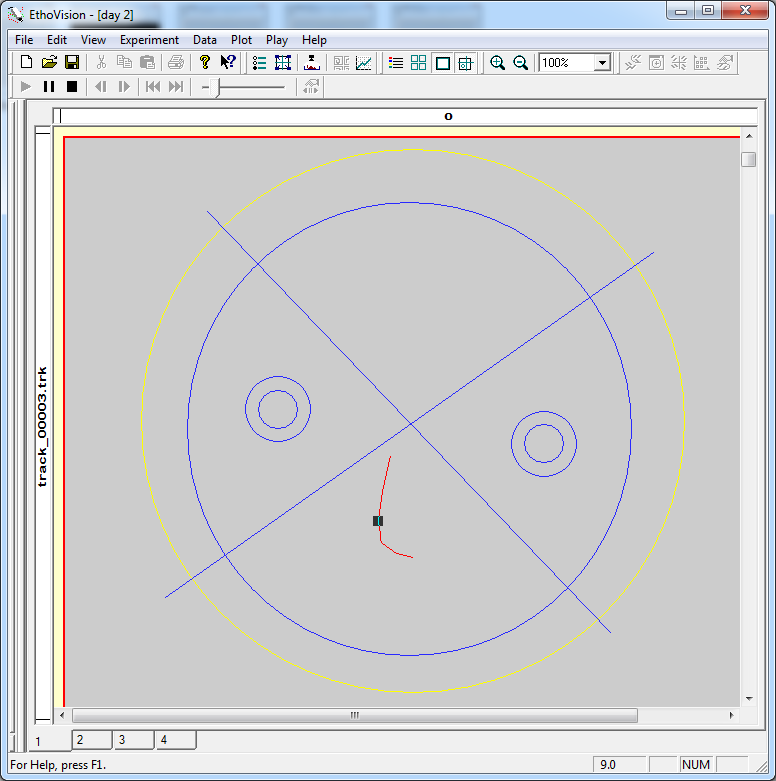 EthoVision - [day 2]
File Edit View Experiment Data Plot Play Help
100%
o
track_00003.trk
1 2 3 4
For Help, press F1. 9.0 NUM